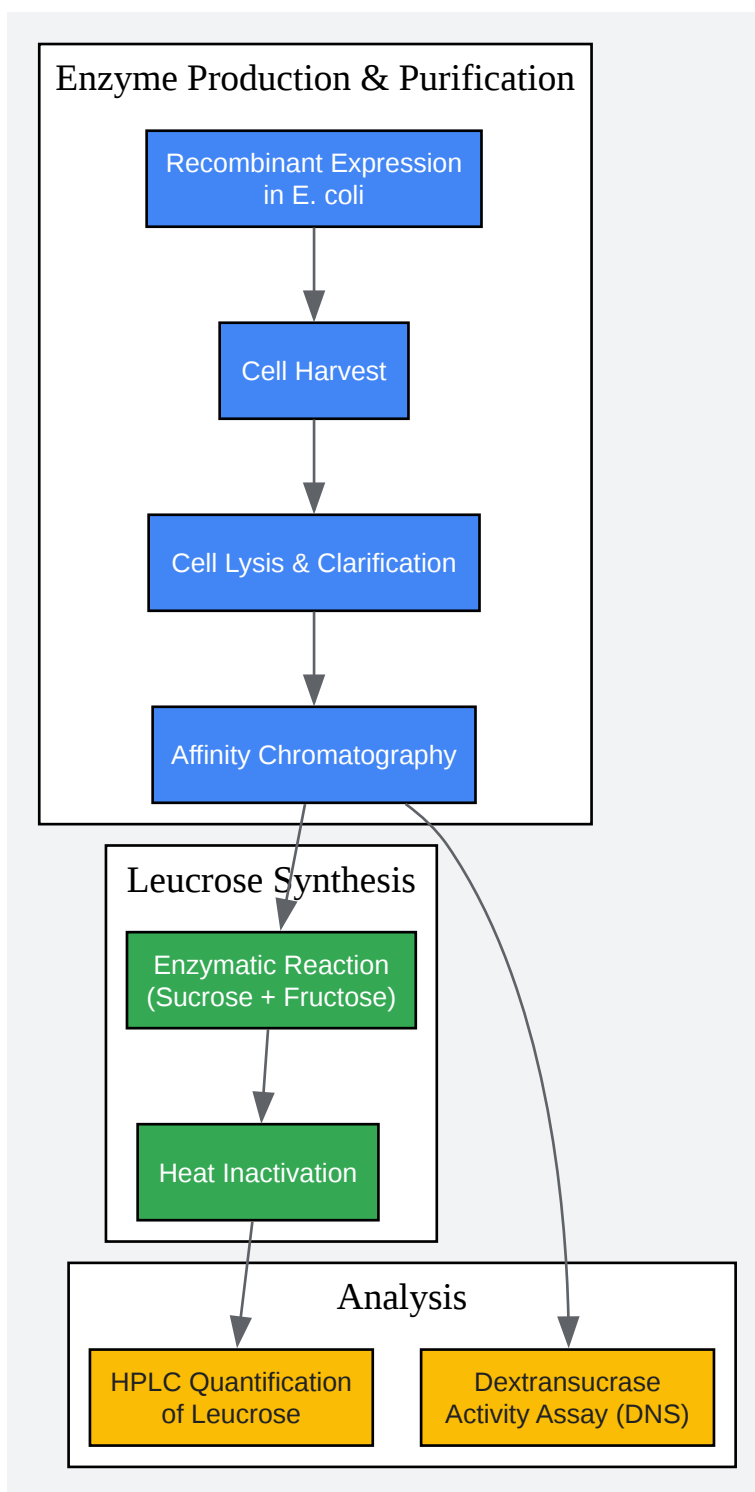 Enzyme Production & Purification
Recombinant Expression
in E. coli
Cell Harvest
Cell Lysis & Clarification
Affinity Chromatography
Leucrose Synthesis
Enzymatic Reaction
(Sucrose + Fructose)
Heat Inactivation
Analysis
HPLC Quantification
of Leucrose
Dextransucrase
Activity Assay (DNS)